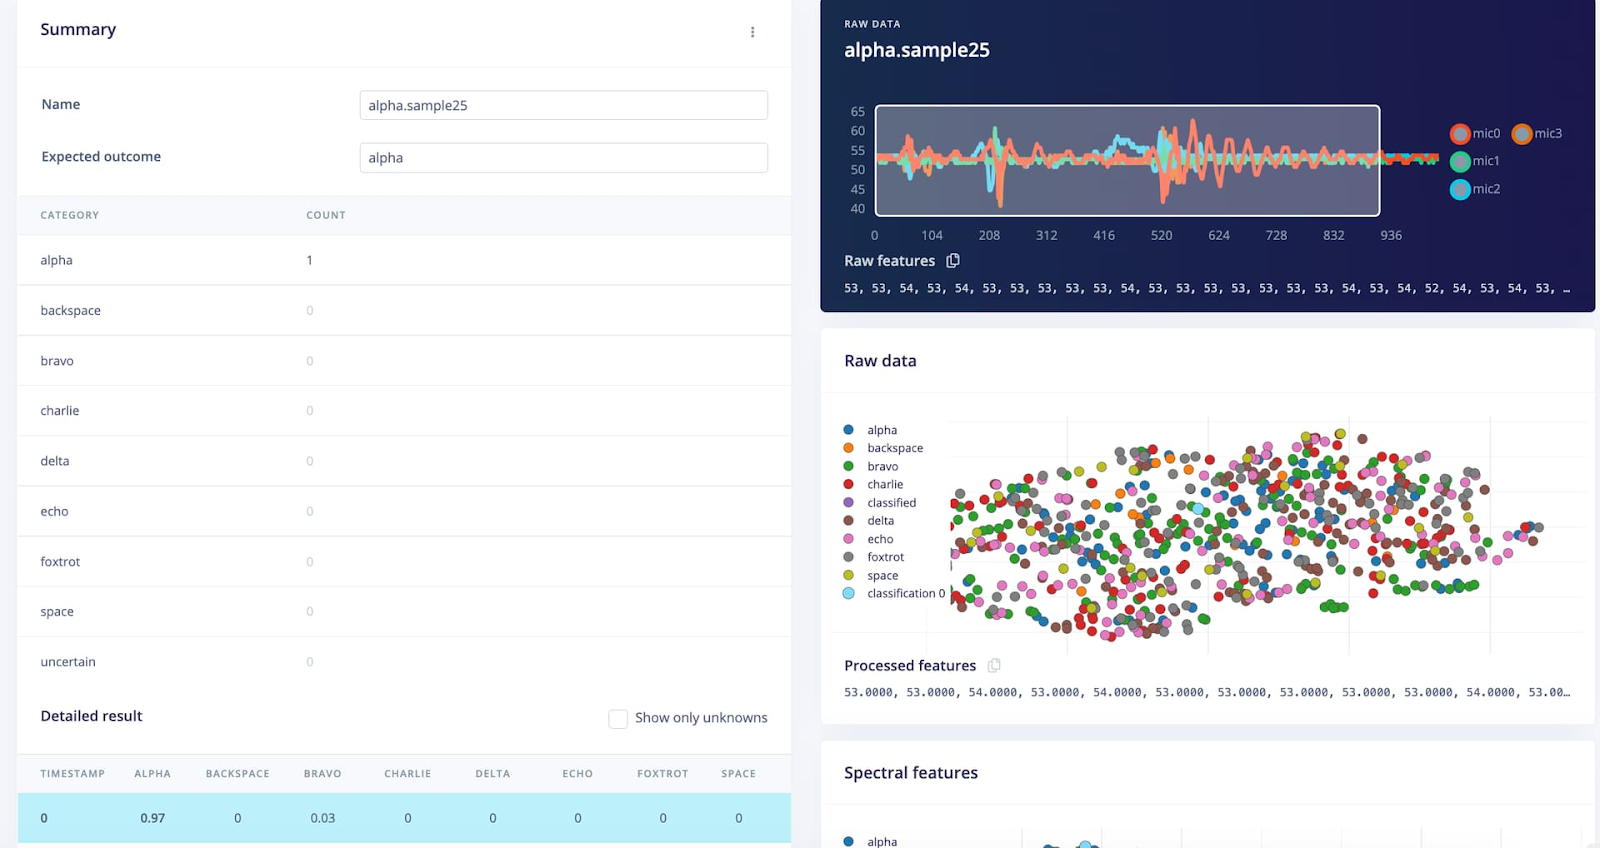 Summary
Name
alpha.sample25
Expected outcome
alpha
CATEGORY COUNT
alpha 1
backspace 0
bravo 0
charlie 0
delta 0
echo 0
foxtrot 0
space 0
uncertain 0
Detailed result
Show only unknowns
TIMESTAMP ALPHA BACKSPACE BRAVO CHARLIE DELTA ECHO FOXTROT SPACE
0 0.97 0 0.03 0 0 0 0 0
RAW DATA
alpha.sample25
65
60
55
50
45
40
0 104 208 312 416 520 624 728 832 936
mic0 mic3
mic1
mic2
Raw features
53, 53, 54, 53, 54, 53, 53, 53, 53, 53, 54, 53, 53, 53, 53, 53, 53, 53, 54, 53, 54, 52, 54, 53, 54, 53, …
Raw data
alpha
backspace
bravo
charlie
classified
delta
echo
foxtrot
space
classification 0
Processed features
53.0000, 53.0000, 54.0000, 53.0000, 54.0000, 53.0000, 53.0000, 53.0000, 53.0000, 53.0000, 54.0000, 53.00…
Spectral features
alpha